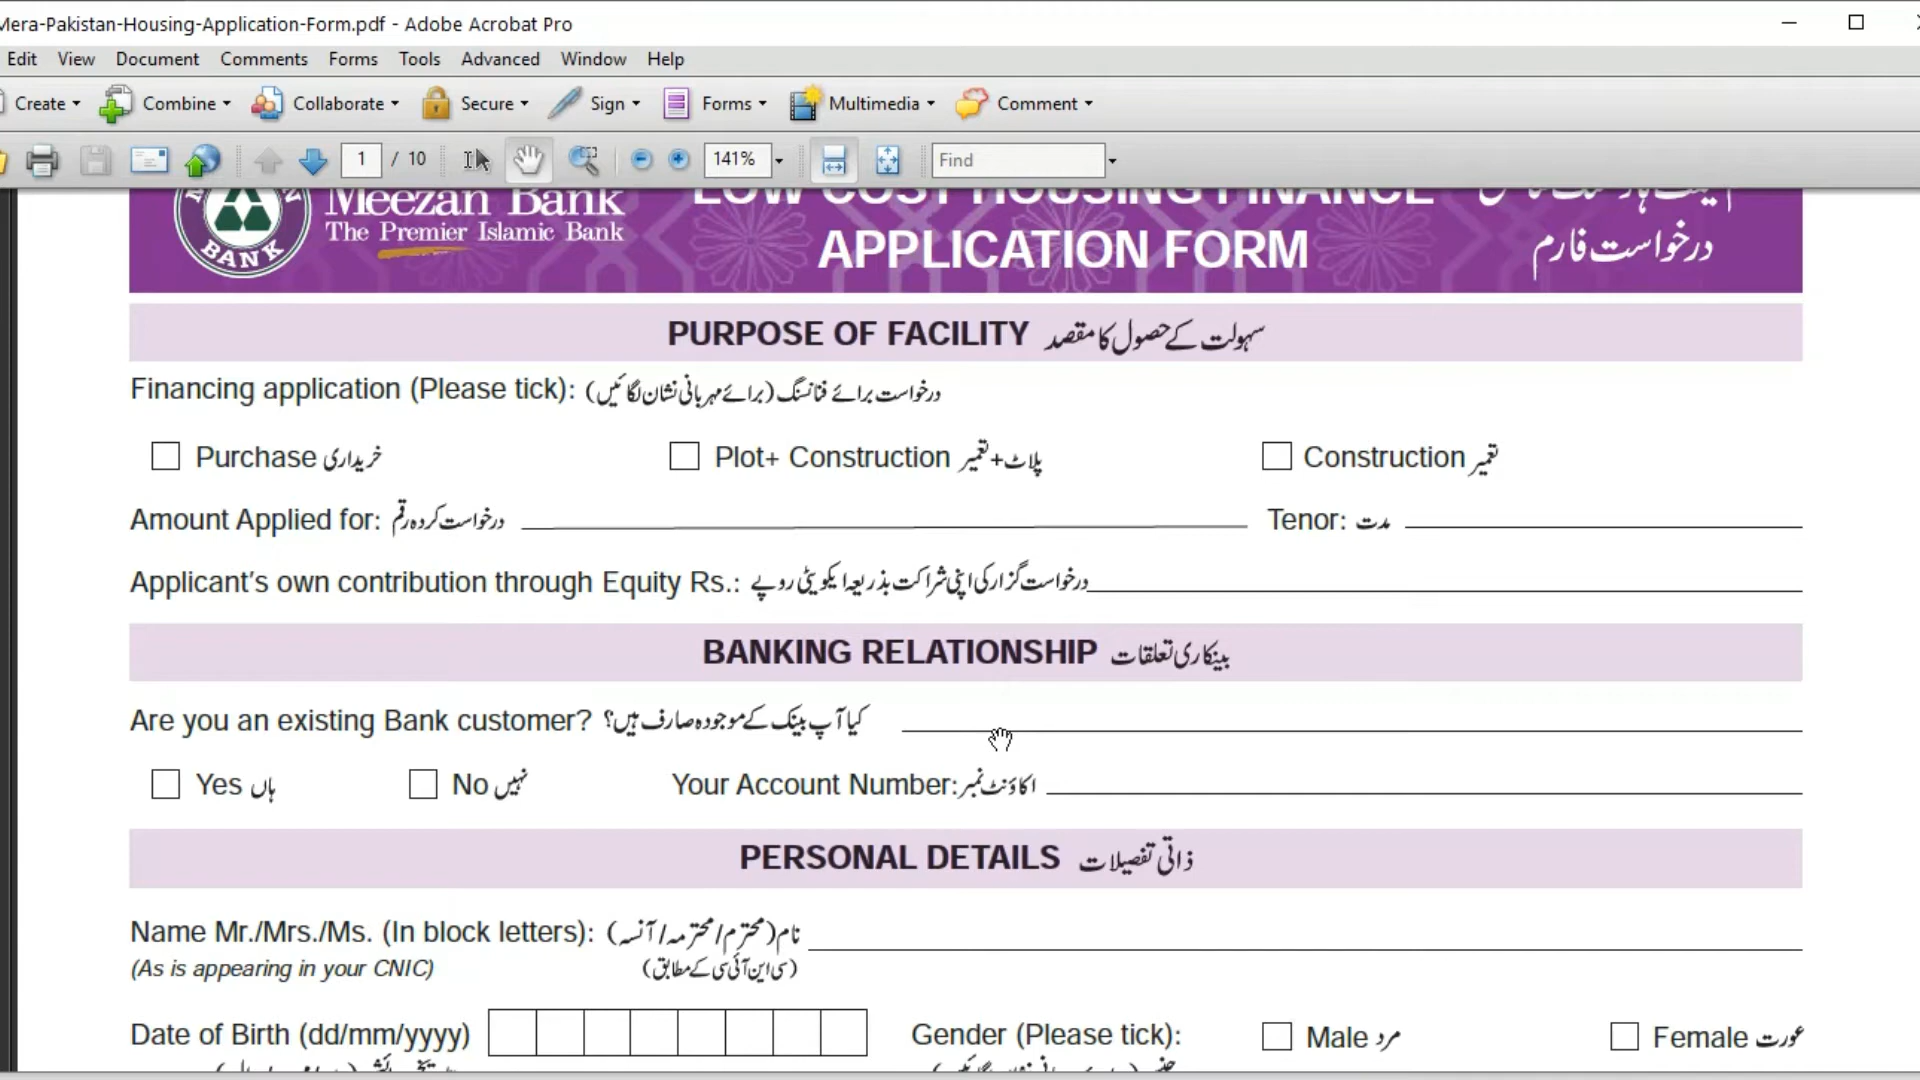 Mera-Pakistan-Housing-Application-Form.pdf - Adobe Acrobat Pro
Edit View Document Comments Forms Tools Advanced Window Help
Create Combine Collaborate Secure Sign Forms Multimedia Comment
1 / 10 141% Find
Meezan Bank LOW COST HOUSING FINANCE
The Premier Islamic Bank APPLICATION FORM درخواست فارم
BANK
PURPOSE OF FACILITY سہولت کے حصول کا مقصد
Financing application (Please tick): درخواست برائے فنانسنگ (برائے مہربانی نشان لگائیں)
Purchase خریداری Plot+ Construction پلاٹ+تعمیر Construction تعمیر
Amount Applied for: درخواست کردہ رقم Tenor: مدت
Applicant's own contribution through Equity Rs.: درخواست گزار کی اپنی شراکت بذریعہ ایکویٹی روپے
BANKING RELATIONSHIP بینکاری تعلقات
Are you an existing Bank customer? کیا آپ بینک کے موجودہ صارف ہیں؟
Yes ہاں No نہیں Your Account Number: اکاؤنٹ نمبر
PERSONAL DETAILS ذاتی تفصیلات
Name Mr./Mrs./Ms. (In block letters): نام (محترم/محترمہ/آنسہ)
(As is appearing in your CNIC) (سی این آئی سی کے مطابق)
Date of Birth (dd/mm/yyyy) Gender (Please tick): Male مرد Female عورت